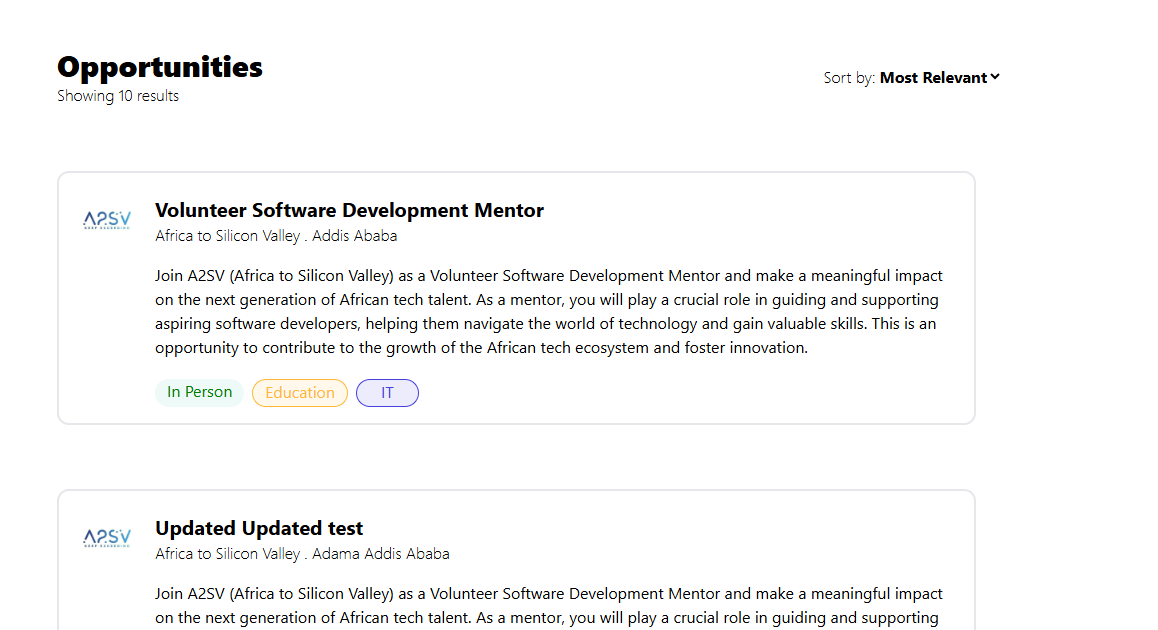 Opportunities
Showing 10 results
Sort by: Most Relevant
A2SV
Volunteer Software Development Mentor
Africa to Silicon Valley . Addis Ababa
Join A2SV (Africa to Silicon Valley) as a Volunteer Software Development Mentor and make a meaningful impact
on the next generation of African tech talent. As a mentor, you will play a crucial role in guiding and supporting
aspiring software developers, helping them navigate the world of technology and gain valuable skills. This is an
opportunity to contribute to the growth of the African tech ecosystem and foster innovation.
In Person Education IT
A2SV
Updated Updated test
Africa to Silicon Valley . Adama Addis Ababa
Join A2SV (Africa to Silicon Valley) as a Volunteer Software Development Mentor and make a meaningful impact
on the next generation of African tech talent. As a mentor, you will play a crucial role in guiding and supporting